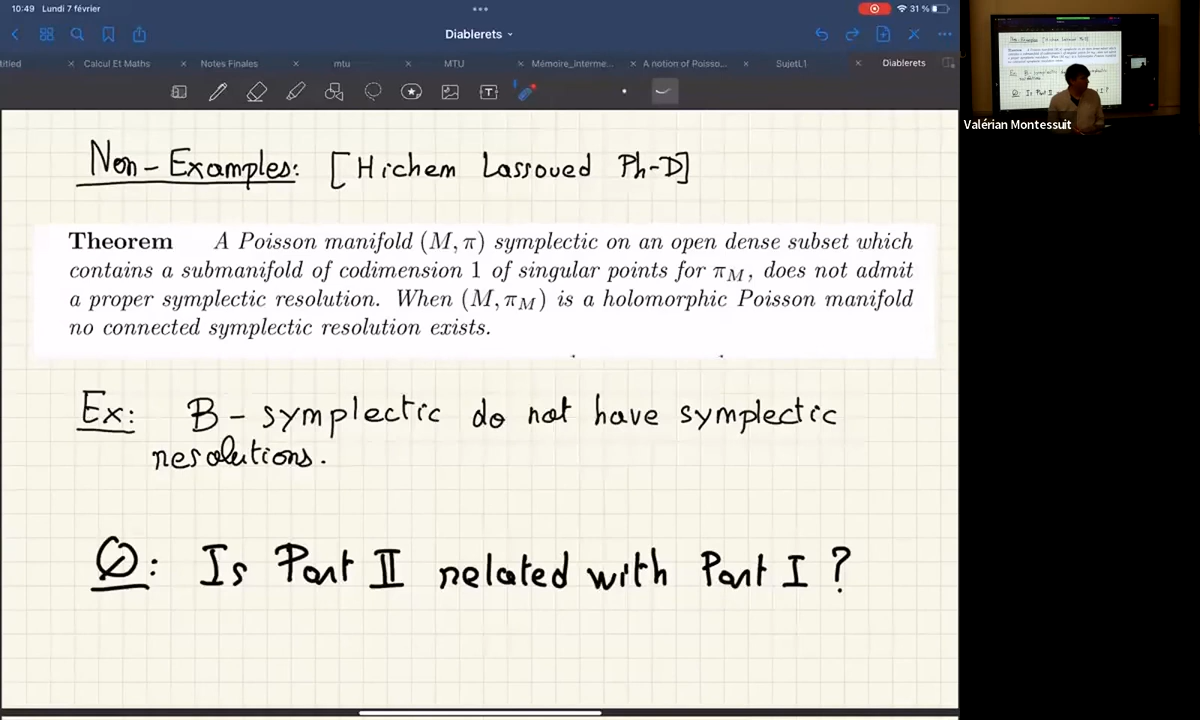 10:49 Lundi 7 février
31 %
Diablerets
titled
Calcul Et Maths
Notes Finales
mtu
MTU
Mémoire_interme...
A notion of Poisso...
SujetL1
Diablerets
Non-Examples: [Hichem Lassoued Ph-D]
Theorem A Poisson manifold (M, π) symplectic on an open dense subset which
contains a submanifold of codimension 1 of singular points for π_M, does not admit
a proper symplectic resolution. When (M, π_M) is a holomorphic Poisson manifold
no connected symplectic resolution exists.
Ex: B-symplectic do not have symplectic
resolutions.
Q: Is Part II related with Part I ?
Valérian Montessuit